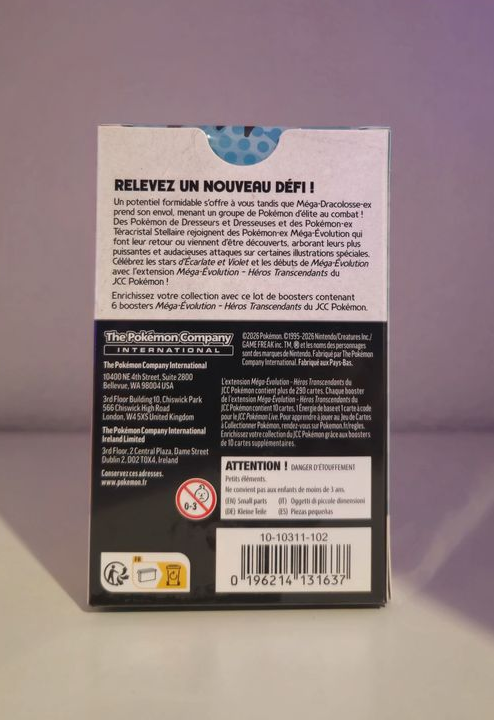 RELEVEZ UN NOUVEAU DÉFI !
Un potentiel formidable s'offre à vous tandis que Méga-Dracolosse-ex
prend son envol, menant un groupe de Pokémon d'élite au combat !
Des Pokémon de Dresseurs et Dresseuses et des Pokémon-ex
Téracristal Stellaire rejoignent des Pokémon-ex Méga-Évolution qui
font leur retour ou viennent d'être découverts, arborant leurs plus
puissantes et audacieuses attaques sur certaines illustrations spéciales.
Célébrez les stars d'Écarlate et Violet et les débuts de Méga-Évolution
avec l'extension Méga-Évolution - Héros Transcendants du
JCC Pokémon !
Enrichissez votre collection avec ce lot de boosters contenant
6 boosters Méga-Évolution - Héros Transcendants du JCC Pokémon.
The Pokémon Company
INTERNATIONAL
The Pokémon Company International
10400 NE 4th Street, Suite 2800
Bellevue, WA 98004 USA
3rd Floor Building 10, Chiswick Park
566 Chiswick High Road
London, W4 5XS United Kingdom
The Pokémon Company International
Ireland Limited
3rd Floor, 2 Central Plaza, Dame Street
Dublin 2, D02 T0X4, Ireland
Conservez ces adresses.
www.pokemon.fr
©2026 Pokémon. ©1995-2026 Nintendo/Creatures Inc./
GAME FREAK inc. TM, ® et les noms des personnages
sont des marques de Nintendo. Fabriqué par The Pokémon
Company International. Fabriqué aux Pays-Bas.
L'extension Méga-Évolution - Héros Transcendants du
JCC Pokémon contient plus de 290 cartes. Chaque booster
de l'extension Méga-Évolution - Héros Transcendants du
JCC Pokémon contient 10 cartes, 1 Énergie de base et 1 carte à code
pour le JCC Pokémon Live. Pour apprendre à jouer au Jeu de Cartes
à Collectionner Pokémon, rendez-vous sur Pokemon.fr/regles.
Enrichissez votre collection du JCC Pokémon grâce aux boosters
de 10 cartes supplémentaires.
ATTENTION ! DANGER D'ÉTOUFFEMENT
Petits éléments.
Ne convient pas aux enfants de moins de 3 ans.
(EN) Small parts (IT) Oggetti di piccole dimensioni
(DE) Kleine Teile (ES) Piezas pequeñas
0-3
FR
10-10311-102
0 196214 131637